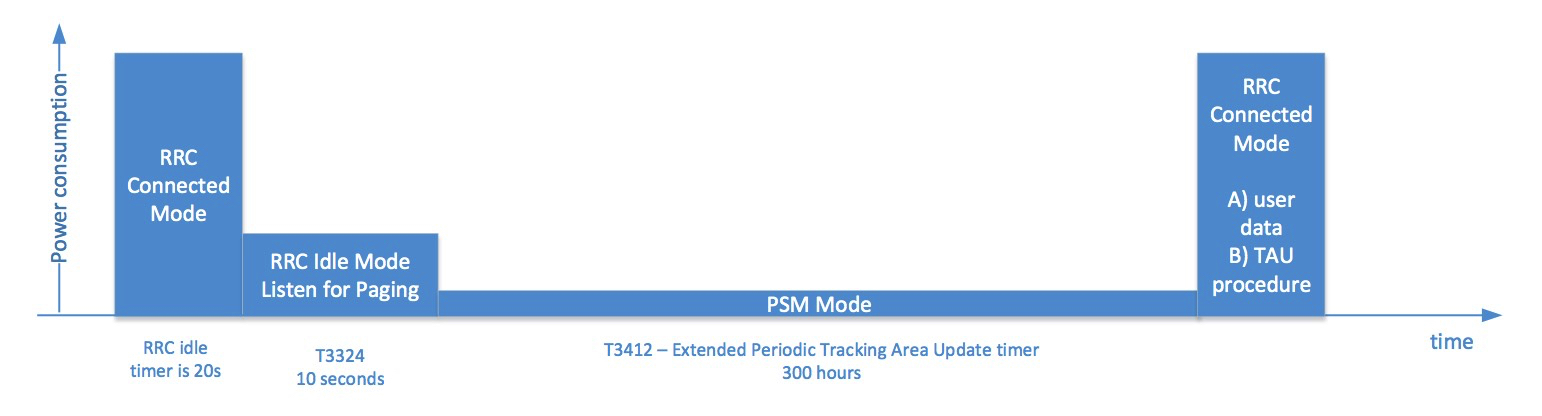 Power consumption
RRC
Connected
Mode
RRC Idle Mode
Listen for Paging
PSM Mode
RRC
Connected
Mode
A) user
data
B) TAU
procedure
RRC idle
timer is 20s
T3324
10 seconds
T3412 – Extended Periodic Tracking Area Update timer
300 hours
time